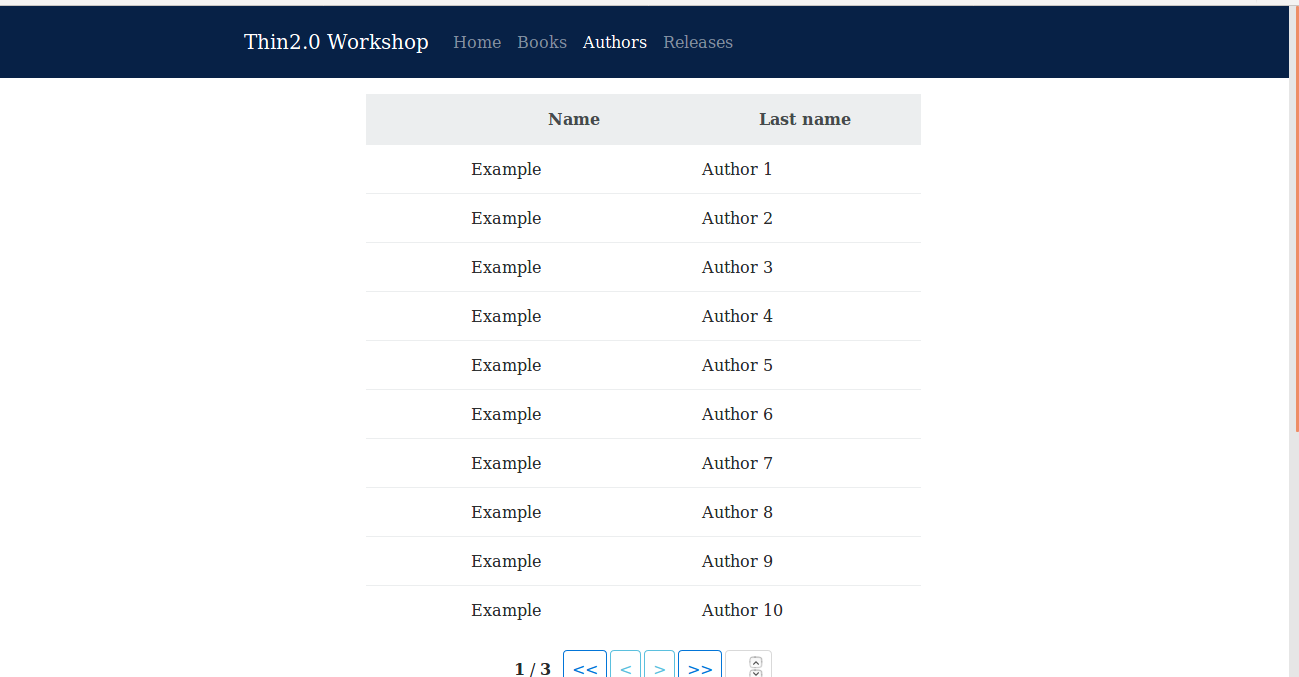 Thin2.0 Workshop Home Books Authors Releases
Name Last name
Example Author 1
Example Author 2
Example Author 3
Example Author 4
Example Author 5
Example Author 6
Example Author 7
Example Author 8
Example Author 9
Example Author 10
1 / 3 << < > >>